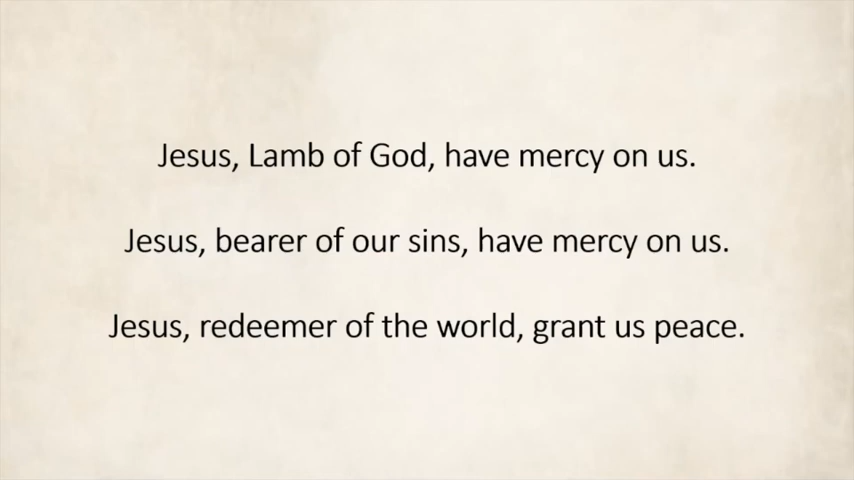 Jesus, Lamb of God, have mercy on us.
Jesus, bearer of our sins, have mercy on us.
Jesus, redeemer of the world, grant us peace.